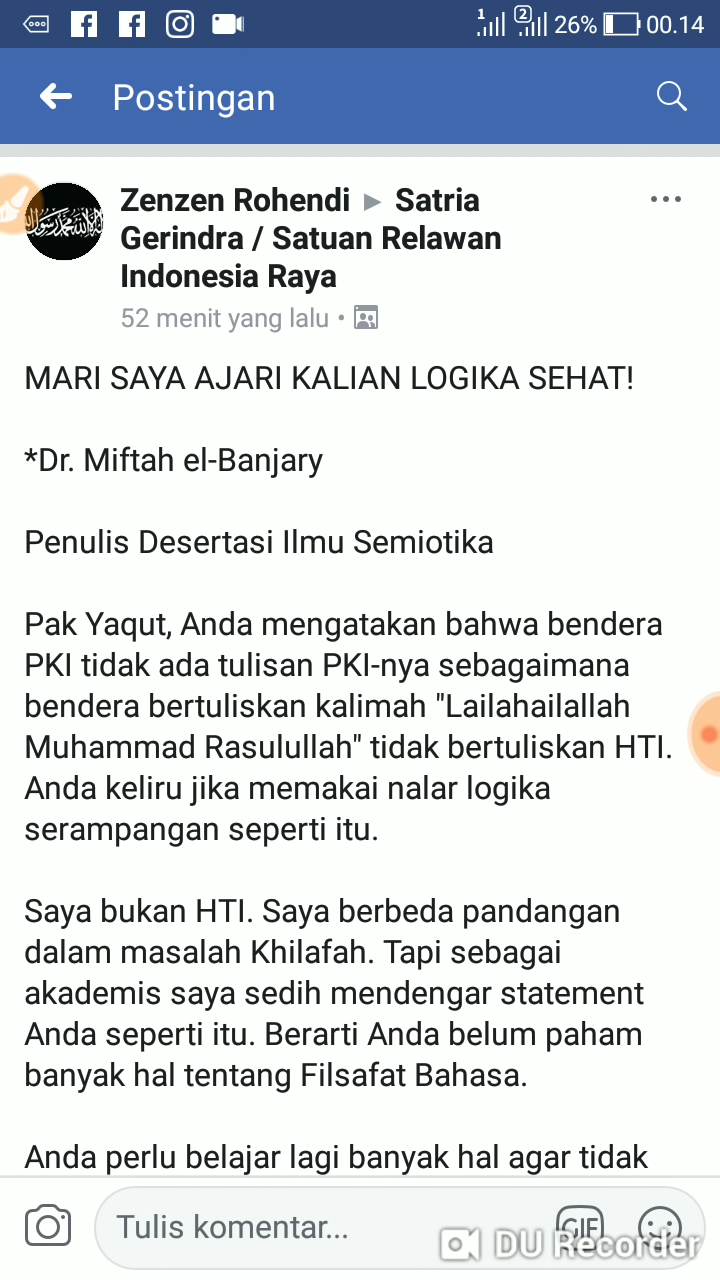 1 2 26% 00.14
Postingan
Zenzen Rohendi ▶ Satria
Gerindra / Satuan Relawan
Indonesia Raya
52 menit yang lalu •
MARI SAYA AJARI KALIAN LOGIKA SEHAT!
*Dr. Miftah el-Banjary
Penulis Desertasi Ilmu Semiotika
Pak Yaqut, Anda mengatakan bahwa bendera
PKI tidak ada tulisan PKI-nya sebagaimana
bendera bertuliskan kalimah "Lailahailallah
Muhammad Rasulullah" tidak bertuliskan HTI.
Anda keliru jika memakai nalar logika
serampangan seperti itu.
Saya bukan HTI. Saya berbeda pandangan
dalam masalah Khilafah. Tapi sebagai
akademis saya sedih mendengar statement
Anda seperti itu. Berarti Anda belum paham
banyak hal tentang Filsafat Bahasa.
Anda perlu belajar lagi banyak hal agar tidak
Tulis komentar...
GIF
DU Recorder